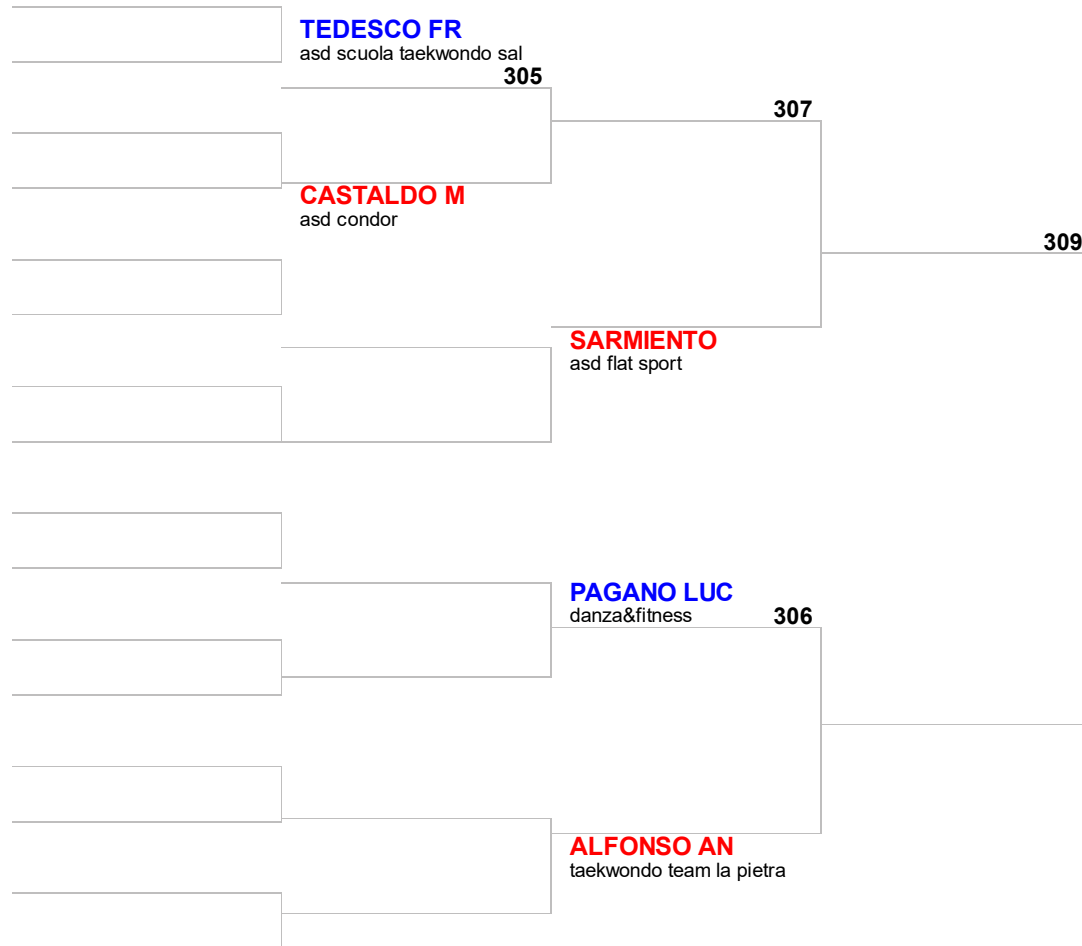 TEDESCO FR
asd scuola taekwondo sal
305
307
CASTALDO M
asd condor
309
SARMIENTO
asd flat sport
PAGANO LUC
danza&fitness
306
ALFONSO AN
taekwondo team la pietra